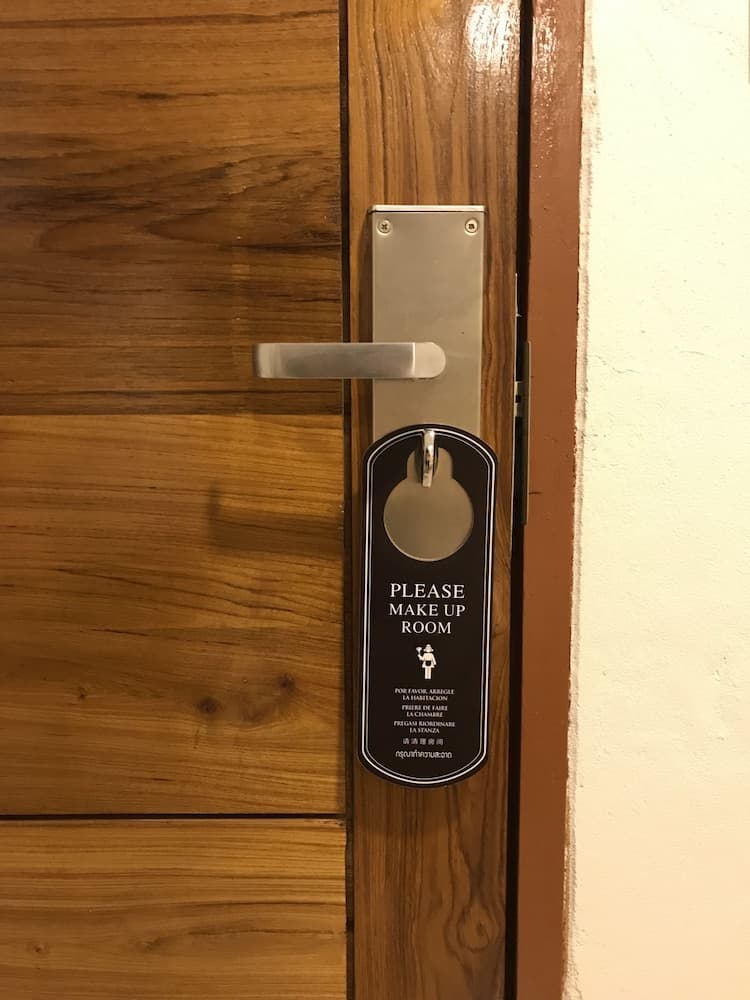 PLEASE
MAKE UP
ROOM
POR FAVOR, ARREGLE
LA HABITACION
PRIERE DE FAIRE
LA CHAMBRE
PREGASI RIORDINARE
LA STANZA
请清理房间
กรุณาทำความสะอาด